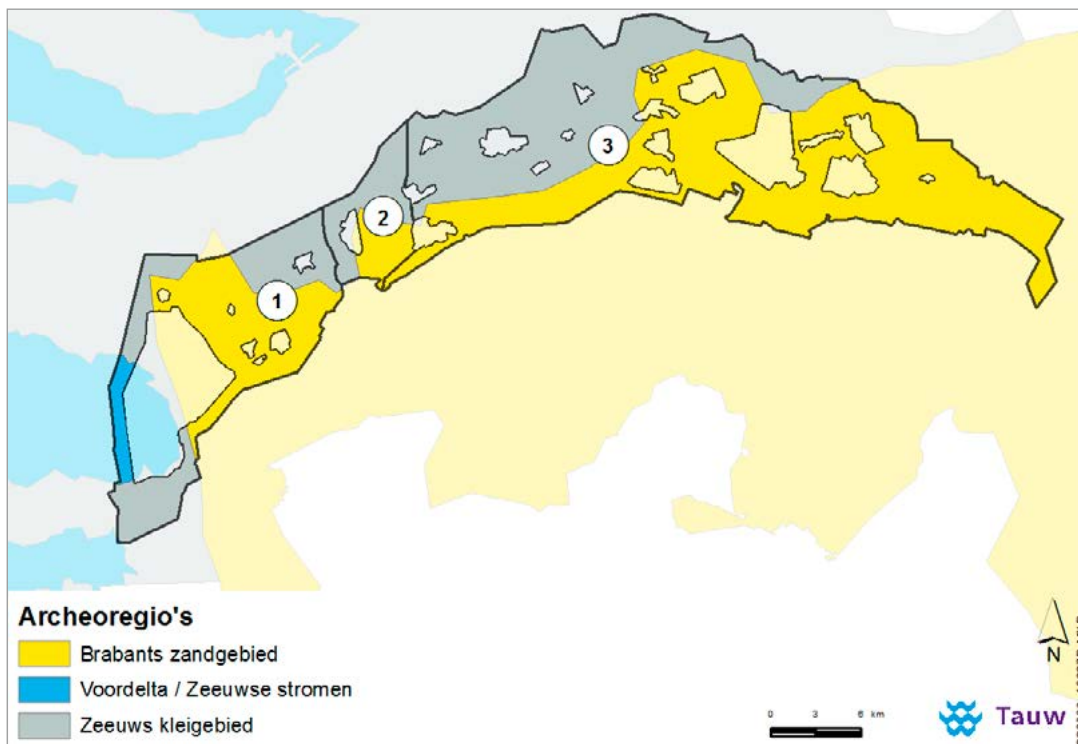 3
2
1
Archeoregio's
Brabants zandgebied
Voordelta / Zeeuwse stromen
Zeeuws kleigebied
N
0 3 6 km
Tauw